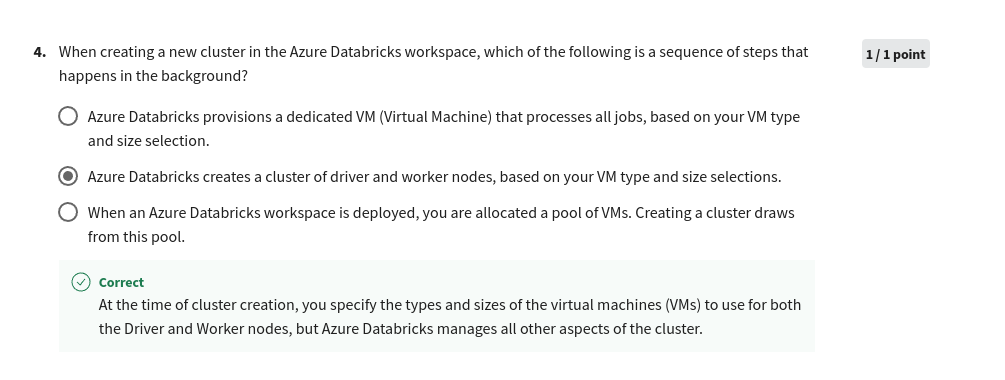 4. When creating a new cluster in the Azure Databricks workspace, which of the following is a sequence of steps that
happens in the background?
1 / 1 point
Azure Databricks provisions a dedicated VM (Virtual Machine) that processes all jobs, based on your VM type
and size selection.
Azure Databricks creates a cluster of driver and worker nodes, based on your VM type and size selections.
When an Azure Databricks workspace is deployed, you are allocated a pool of VMs. Creating a cluster draws
from this pool.
Correct
At the time of cluster creation, you specify the types and sizes of the virtual machines (VMs) to use for both
the Driver and Worker nodes, but Azure Databricks manages all other aspects of the cluster.